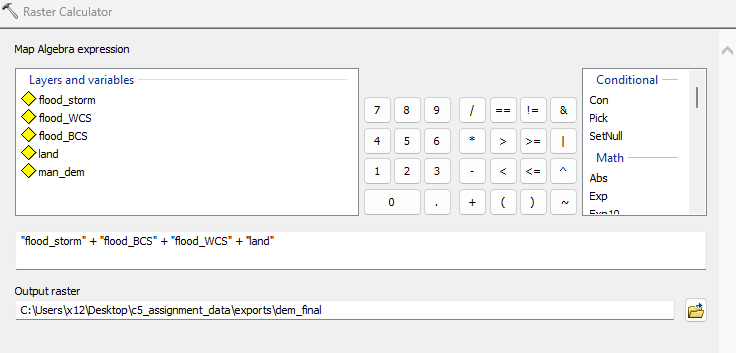 Raster Calculator
Map Algebra expression
Layers and variables
flood_storm
flood_WCS
flood_BCS
land
man_dem
7 8 9 / == != &
4 5 6 * > >= |
1 2 3 - < <= ^
0 . + ( ) ~
Conditional
Con
Pick
SetNull
Math
Abs
Exp
Exp10
"flood_storm" + "flood_BCS" + "flood_WCS" + "land"
Output raster
C:\Users\x12\Desktop\c5_assignment_data\exports\dem_final